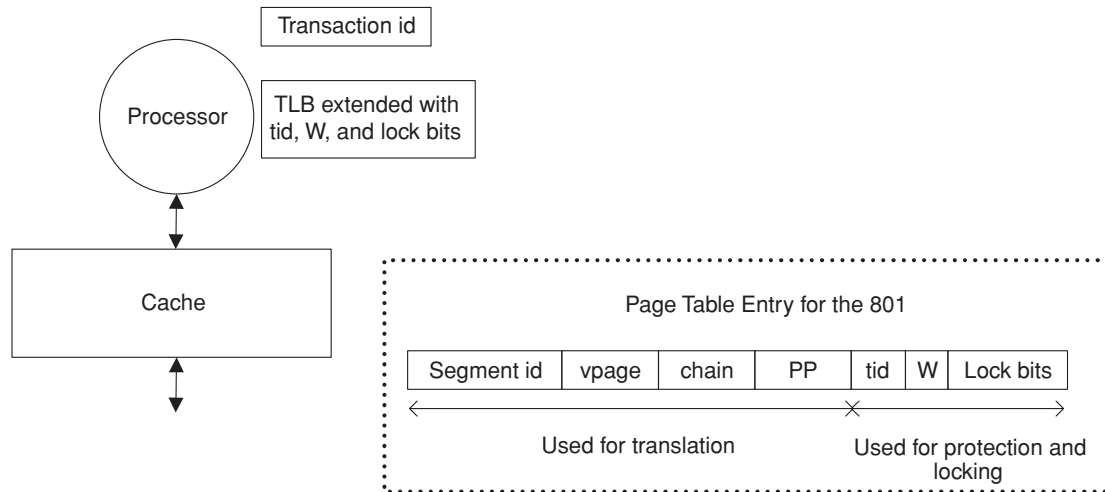 Transaction id
Processor
TLB extended with
tid, W, and lock bits
Cache
Page Table Entry for the 801
Segment id vpage chain PP tid W Lock bits
Used for translation
Used for protection and
locking